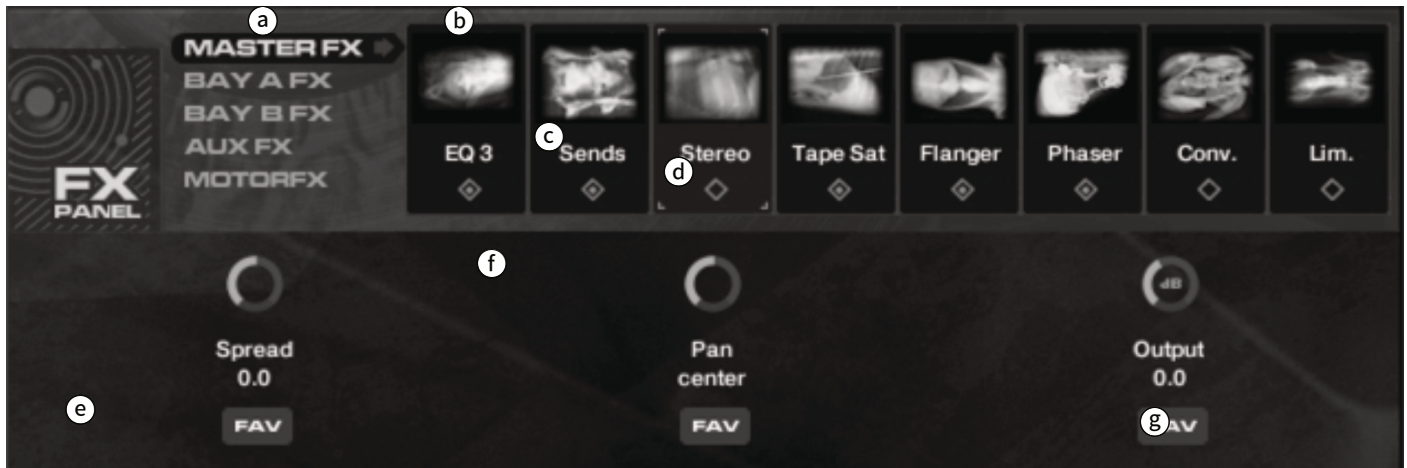 a
b
MASTER FX
BAY A FX
BAY B FX
AUX FX
MOTORFX
FX
PANEL
c
d
EQ 3 Sends Stereo Tape Sat Flanger Phaser Conv. Lim.
f
dB
Spread Pan Output
0.0 center 0.0
e
g
FAV FAV AV